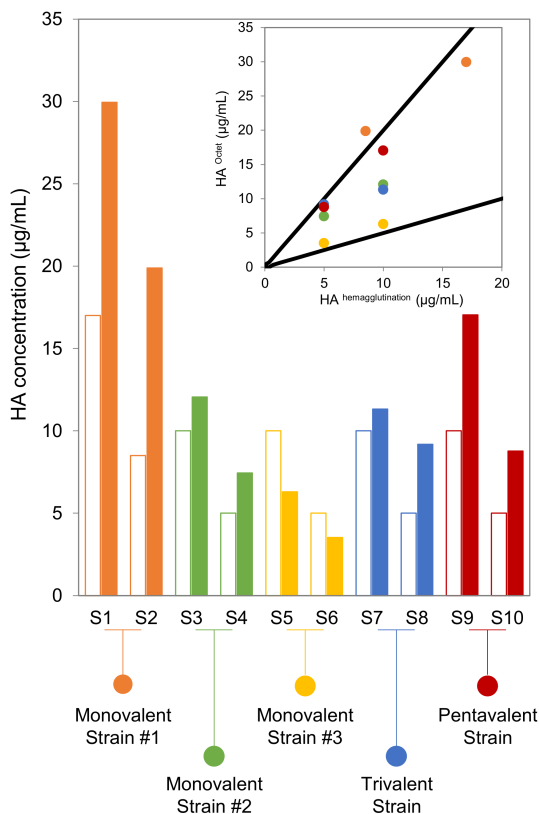 HA concentration (µg/mL)
35
30
25
20
15
10
5
0
HA Octet (µg/mL)
35
30
25
20
15
10
5
0
0 5 10 15 20
HA hemagglutination (µg/mL)
S1 S2 S3 S4 S5 S6 S7 S8 S9 S10
Monovalent
Strain #1
Monovalent
Strain #3
Pentavalent
Strain
Monovalent
Strain #2
Trivalent
Strain